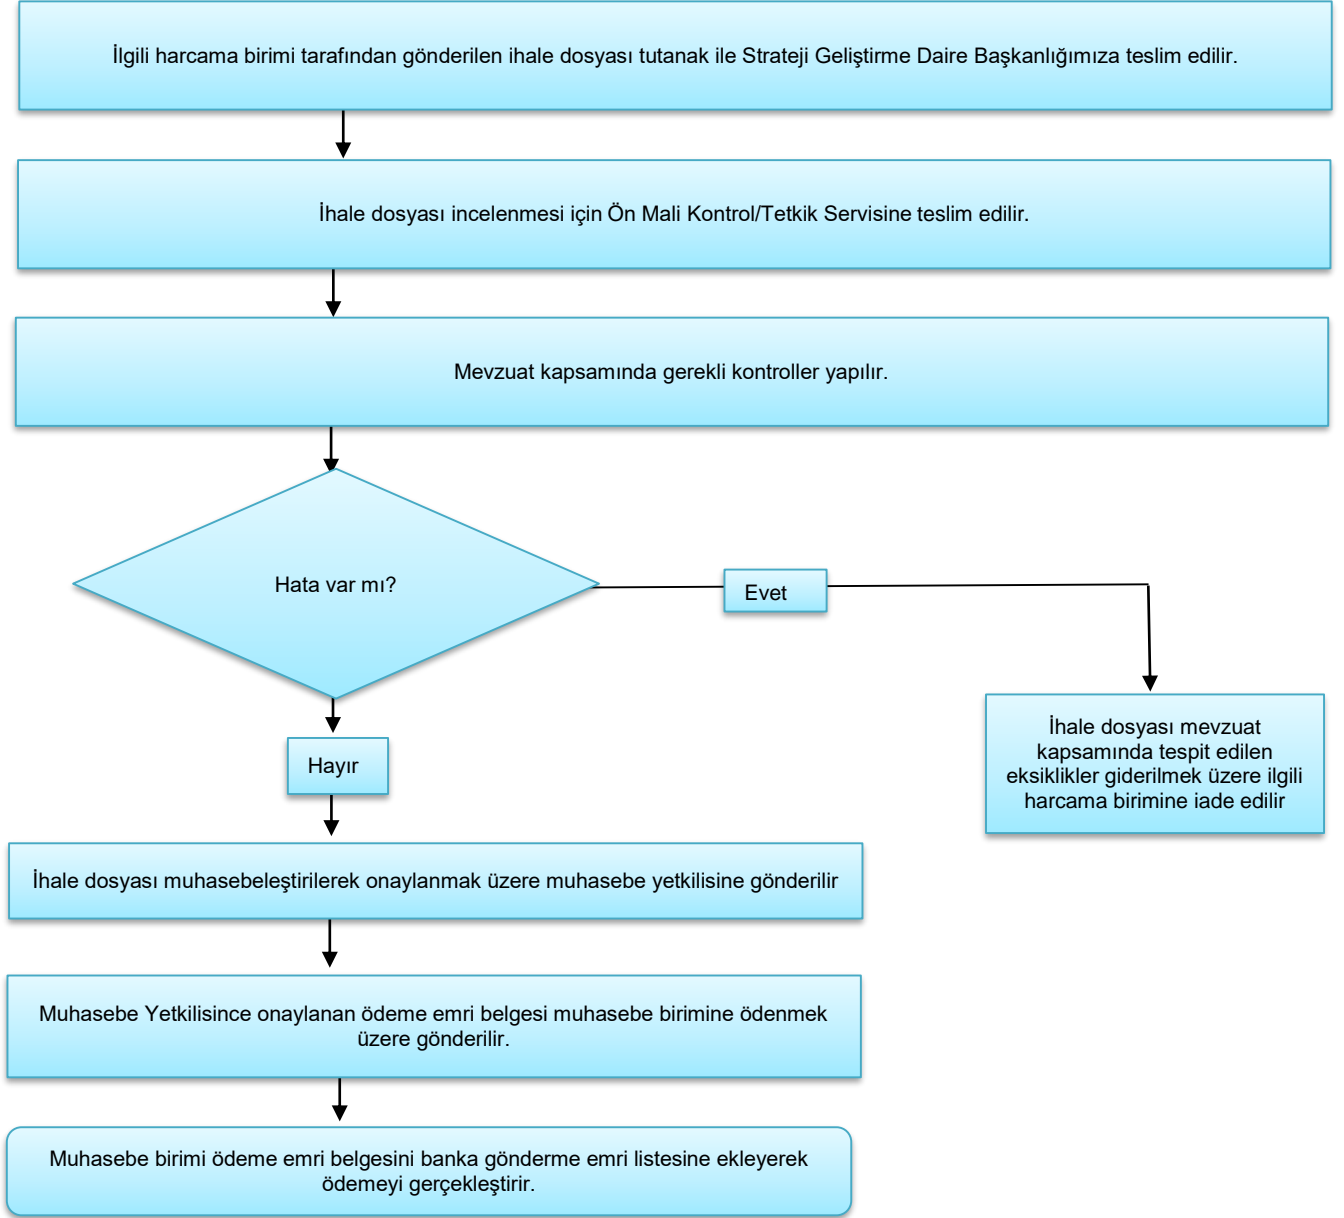 İlgili harcama birimi tarafından gönderilen ihale dosyası tutanak ile Strateji Geliştirme Daire Başkanlığımıza teslim edilir.
İhale dosyası incelenmesi için Ön Mali Kontrol/Tetkik Servisine teslim edilir.
Mevzuat kapsamında gerekli kontroller yapılır.
Hata var mı?
Evet
İhale dosyası mevzuat
kapsamında tespit edilen
eksiklikler giderilmek üzere ilgili
harcama birimine iade edilir
Hayır
İhale dosyası muhasebeleştirilerek onaylanmak üzere muhasebe yetkilisine gönderilir
Muhasebe Yetkilisince onaylanan ödeme emri belgesi muhasebe birimine ödenmek
üzere gönderilir.
Muhasebe birimi ödeme emri belgesini banka gönderme emri listesine ekleyerek
ödemeyi gerçekleştirir.